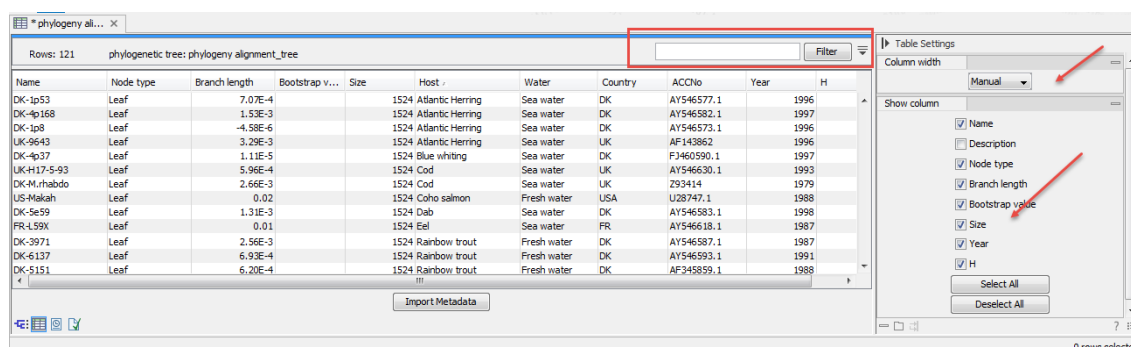 * phylogeny ali...
Rows: 121 phylogenetic tree: phylogeny alignment_tree Filter
Table Settings
Column width
Manual
Show column
Name
Description
Node type
Branch length
Bootstrap value
Size
Year
H
Select All
Deselect All
Name Node type Branch length Bootstrap v... Size Host Water Country ACCNo Year H
DK-1p53 Leaf 7.07E-4 1524 Atlantic Herring Sea water DK AY546577.1 1996
DK-4p168 Leaf 1.53E-3 1524 Atlantic Herring Sea water DK AY546582.1 1997
DK-1p8 Leaf -4.58E-6 1524 Atlantic Herring Sea water DK AY546573.1 1996
UK-9643 Leaf 3.29E-3 1524 Atlantic Herring Sea water UK AF143862 1996
DK-4p37 Leaf 1.11E-5 1524 Blue whiting Sea water DK FJ460590.1 1997
UK-H17-5-93 Leaf 5.96E-4 1524 Cod Sea water UK AY546630.1 1993
DK-M.rhabdo Leaf 2.66E-3 1524 Cod Sea water UK Z93414 1979
US-Makah Leaf 0.02 1524 Coho salmon Fresh water USA U28747.1 1988
DK-5e59 Leaf 1.31E-3 1524 Dab Sea water DK AY546583.1 1998
FR-L59X Leaf 0.01 1524 Eel Sea water FR AY546618.1 1987
DK-3971 Leaf 2.56E-3 1524 Rainbow trout Fresh water DK AY546587.1 1987
DK-6137 Leaf 6.93E-4 1524 Rainbow trout Fresh water DK AY546593.1 1991
DK-5151 Leaf 6.20E-4 1524 Rainbow trout Fresh water DK AF345859.1 1988
Import Metadata